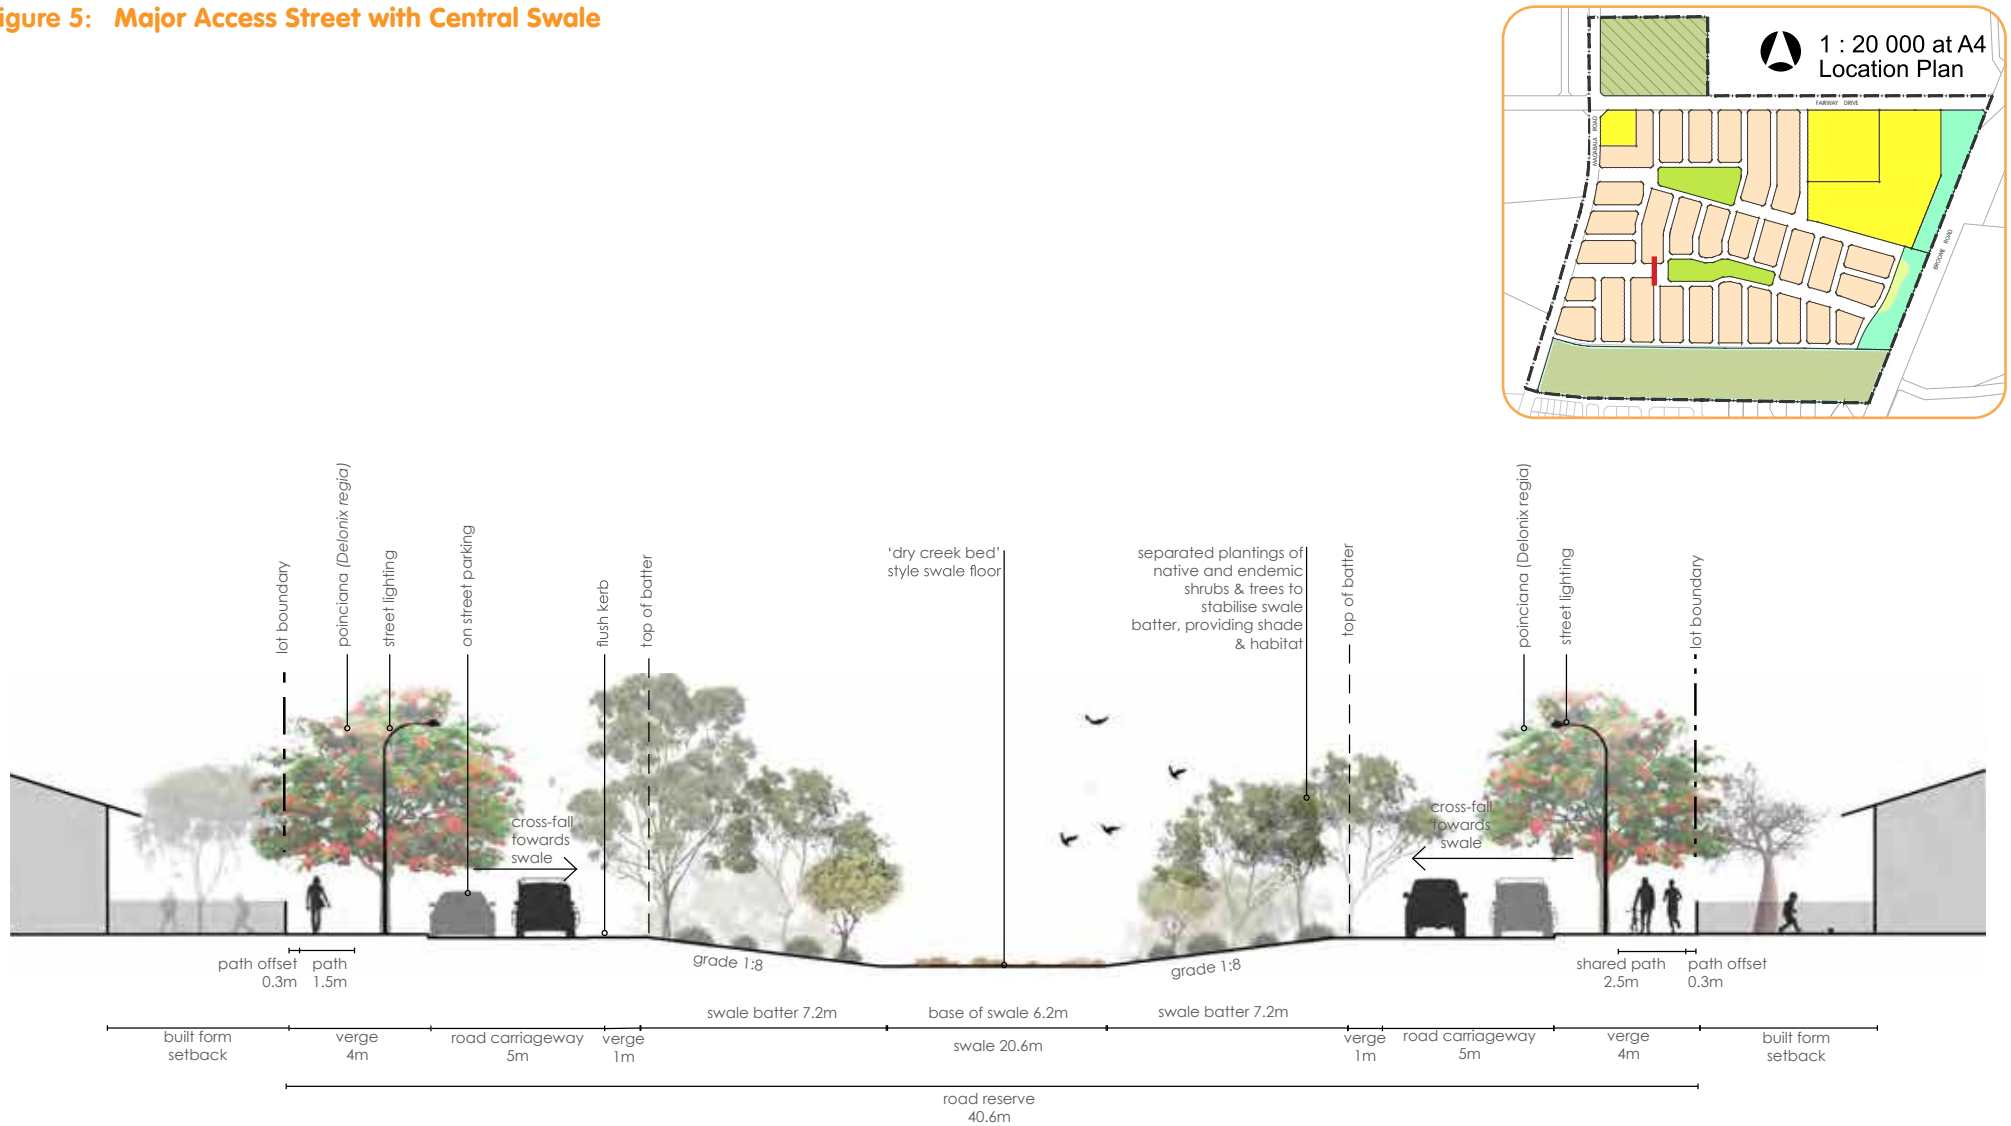 igure 5: Major Access Street with Central Swale
1 : 20 000 at A4
Location Plan
FAIRWAY DRIVE
MAGABALA ROAD
BROOME ROAD
lot boundary
poinciana (Delonix regia)
street lighting
on street parking
flush kerb
top of batter
'dry creek bed'
style swale floor
separated plantings of
native and endemic
shrubs & trees to
stabilise swale
batter, providing shade
& habitat
top of batter
poinciana (Delonix regia)
street lighting
lot boundary
cross-fall
towards
swale
cross-fall
towards
swale
grade 1:8
grade 1:8
path offset
0.3m
path
1.5m
shared path
2.5m
path offset
0.3m
swale batter 7.2m
base of swale 6.2m
swale batter 7.2m
built form
setback
verge
4m
road carriageway
5m
verge
1m
swale 20.6m
verge
1m
road carriageway
5m
verge
4m
built form
setback
road reserve
40.6m